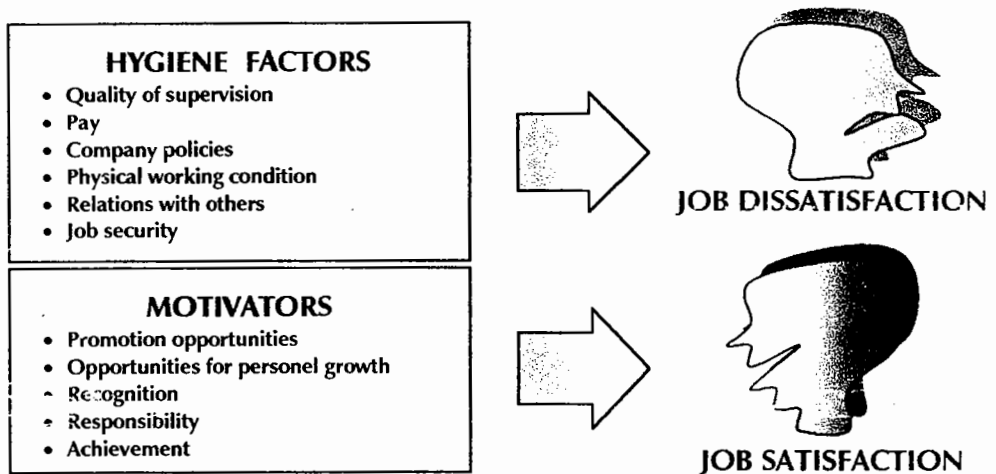 HYGIENE FACTORS
• Quality of supervision
• Pay
• Company policies
• Physical working condition
• Relations with others
• Job security
JOB DISSATISFACTION
MOTIVATORS
• Promotion opportunities
• Opportunities for personel growth
• Recognition
• Responsibility
• Achievement
JOB SATISFACTION